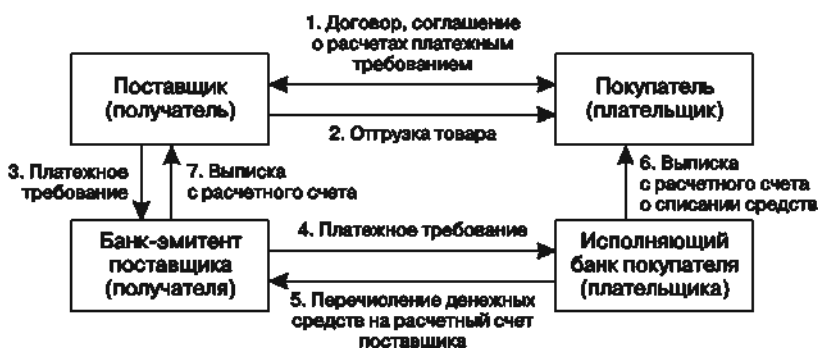 1. Договор, соглашение
о расчетах платежным
требованием
Поставщик
(получатель)
Покупатель
(плательщик)
2. Отгрузка товара
3. Платежное
требование
7. Выписка
с расчетного счета
6. Выписка
с расчетного счета
о списании средств
Банк-эмитент
поставщика
(получателя)
4. Платежное требование
Исполняющий
банк покупателя
(плательщика)
5. Перечисление денежных
средств на расчетный счет
поставщика